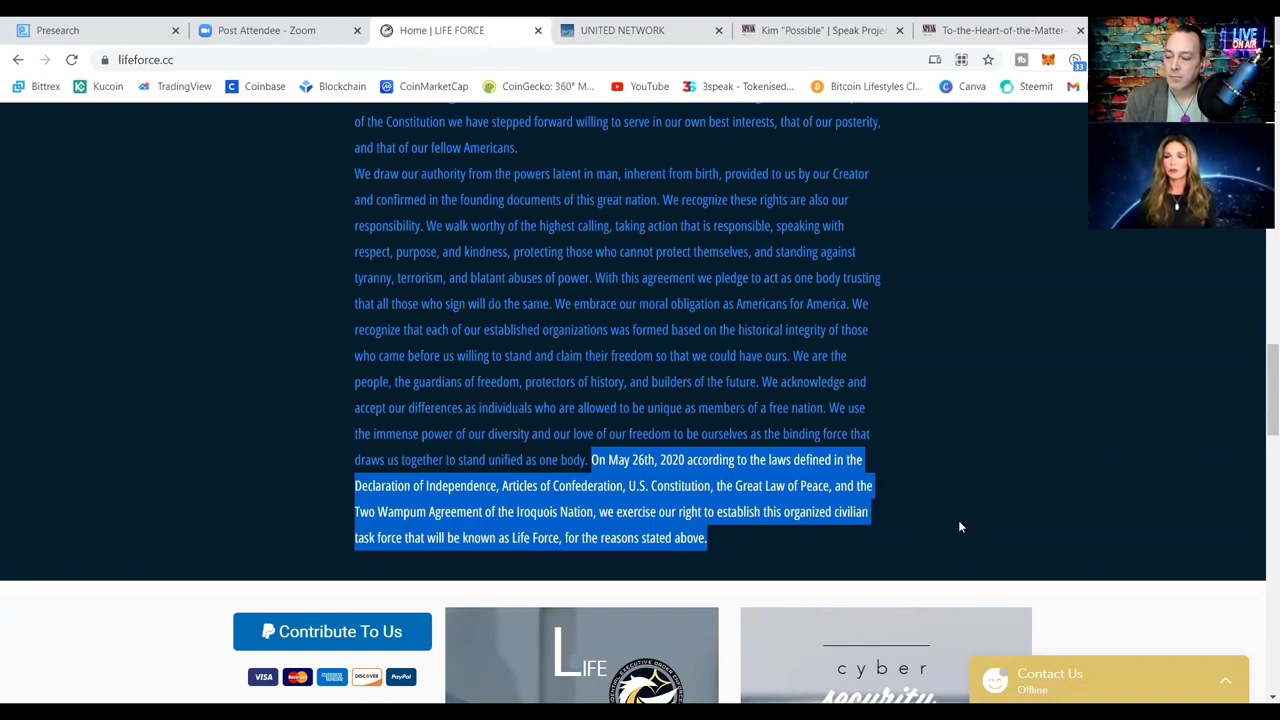 Presearch
Post Attendee - Zoom
Home | LIFE FORCE
UNITED NETWORK
Kim "Possible" | Speak Proje
To-the-Heart-of-the-Matter-
lifeforce.cc
33
Bittrex
Kucoin
TradingView
Coinbase
Blockchain
CoinMarketCap
CoinGecko: 360° M...
YouTube
3speak - Tokenised...
Bitcoin Lifestyles Cl...
Canva
Steemit
LIVE
ON AIR
of the Constitution we have stepped forward willing to serve in our own best interests, that of our posterity,
and that of our fellow Americans.
We draw our authority from the powers latent in man, inherent from birth, provided to us by our Creator
and confirmed in the founding documents of this great nation. We recognize these rights are also our
responsibility. We walk worthy of the highest calling, taking action that is responsible, speaking with
respect, purpose, and kindness, protecting those who cannot protect themselves, and standing against
tyranny, terrorism, and blatant abuses of power. With this agreement we pledge to act as one body trusting
that all those who sign will do the same. We embrace our moral obligation as Americans for America. We
recognize that each of our established organizations was formed based on the historical integrity of those
who came before us willing to stand and claim their freedom so that we could have ours. We are the
people, the guardians of freedom, protectors of history, and builders of the future. We acknowledge and
accept our differences as individuals who are allowed to be unique as members of a free nation. We use
the immense power of our diversity and our love of our freedom to be ourselves as the binding force that
draws us together to stand unified as one body. On May 26th, 2020 according to the laws defined in the
Declaration of Independence, Articles of Confederation, U.S. Constitution, the Great Law of Peace, and the
Two Wampum Agreement of the Iroquois Nation, we exercise our right to establish this organized civilian
task force that will be known as Life Force, for the reasons stated above.
Contribute To Us
VISA
DISCOVER
PayPal
LIFE
EXECUTIVE ORDER
cyber
security
Contact Us
Offline